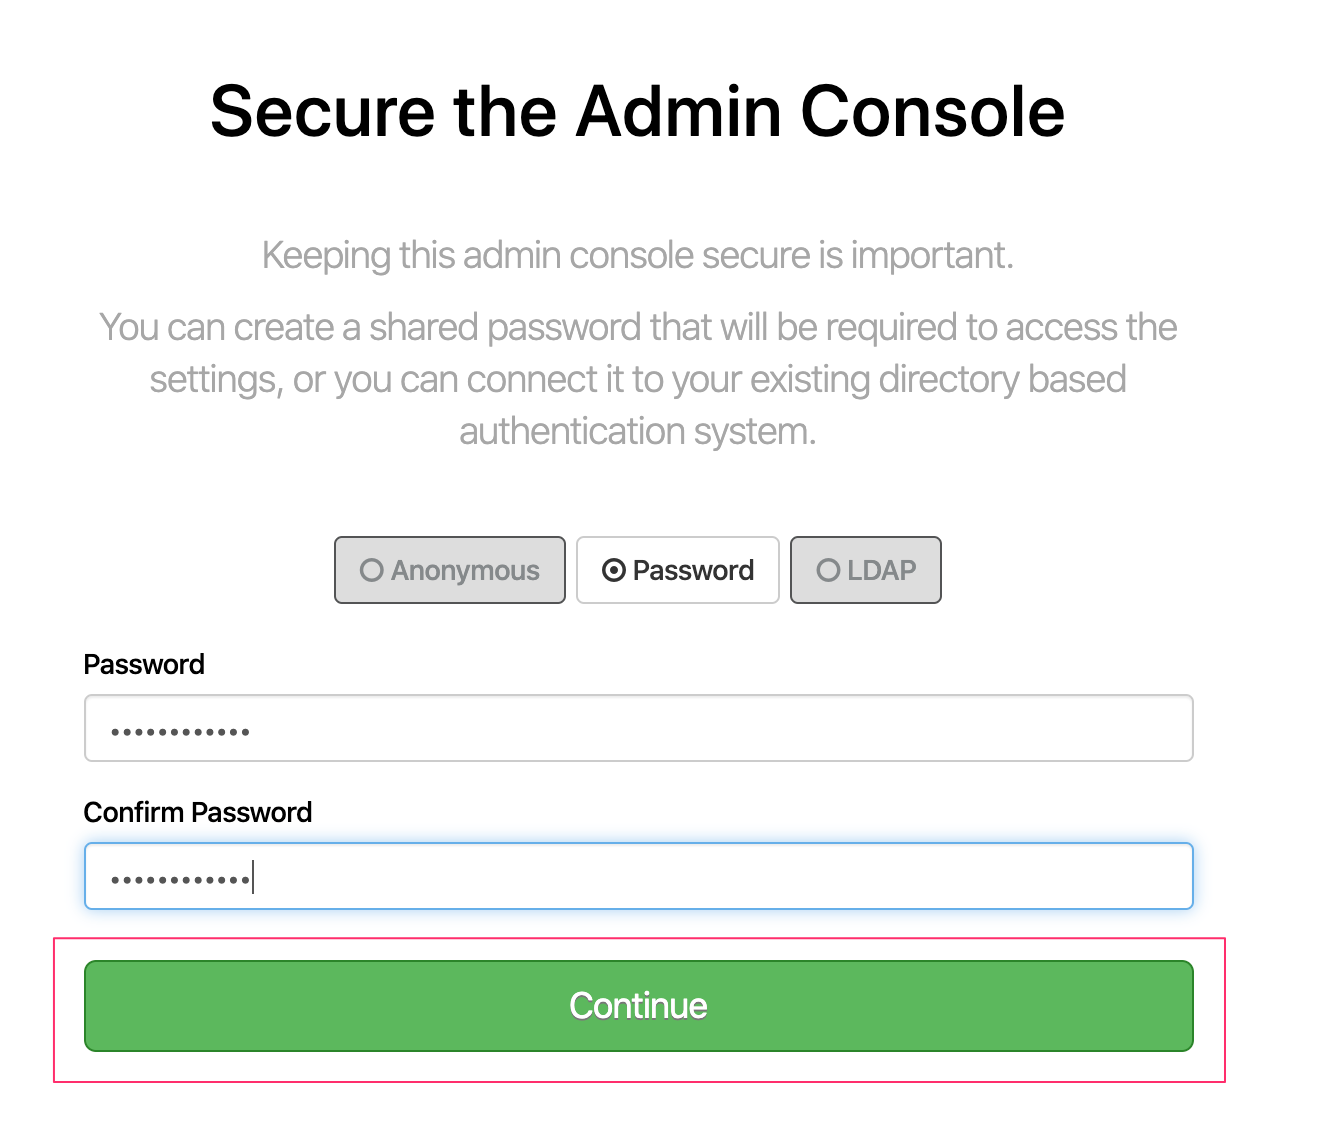 Secure the Admin Console
Keeping this admin console secure is important.
You can create a shared password that will be required to access the
settings, or you can connect it to your existing directory based
authentication system.
Anonymous Password LDAP
Password
••••••••••••
Confirm Password
••••••••••••
Continue